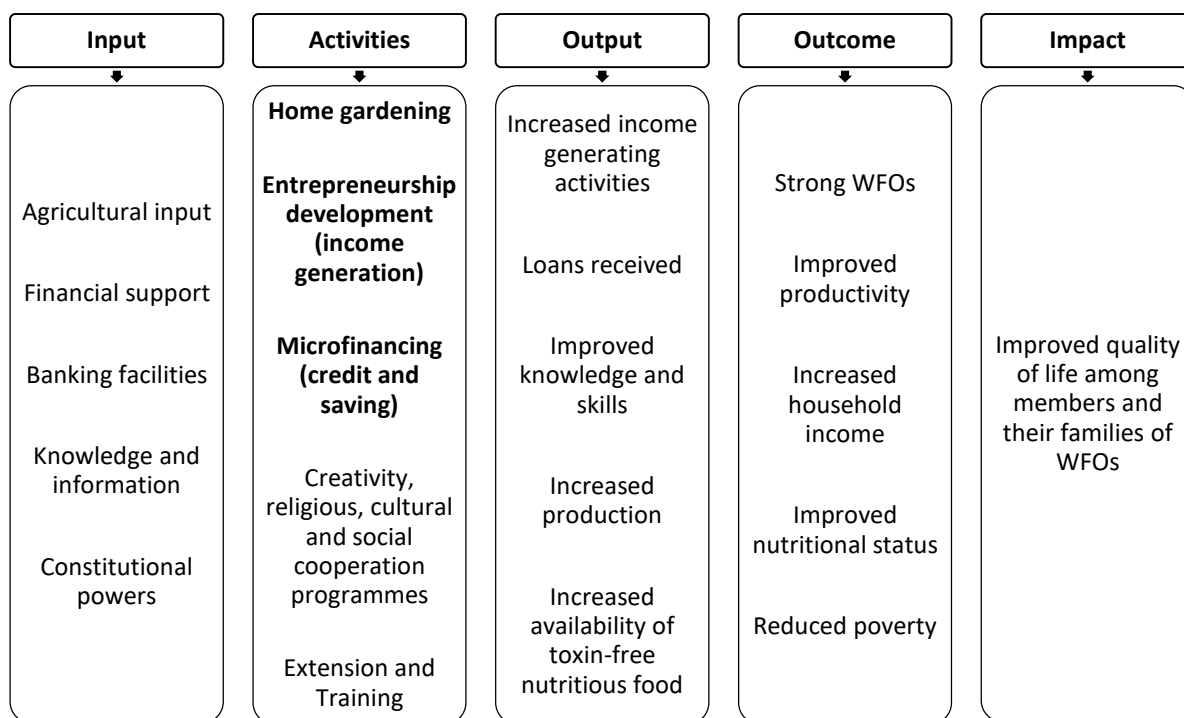 Input
Agricultural input
Financial support
Banking facilities
Knowledge and
information
Constitutional
powers
Activities
Home gardening
Entrepreneurship
development
(income
generation)
Microfinancing
(credit and
saving)
Creativity,
religious, cultural
and social
cooperation
programmes
Extension and
Training
Output
Increased income
generating
activities
Loans received
Improved
knowledge and
skills
Increased
production
Increased
availability of
toxin-free
nutritious food
Outcome
Strong WFOs
Improved
productivity
Increased
household
income
Improved
nutritional status
Reduced poverty
Impact
Improved quality
of life among
members and
their families of
WFOs